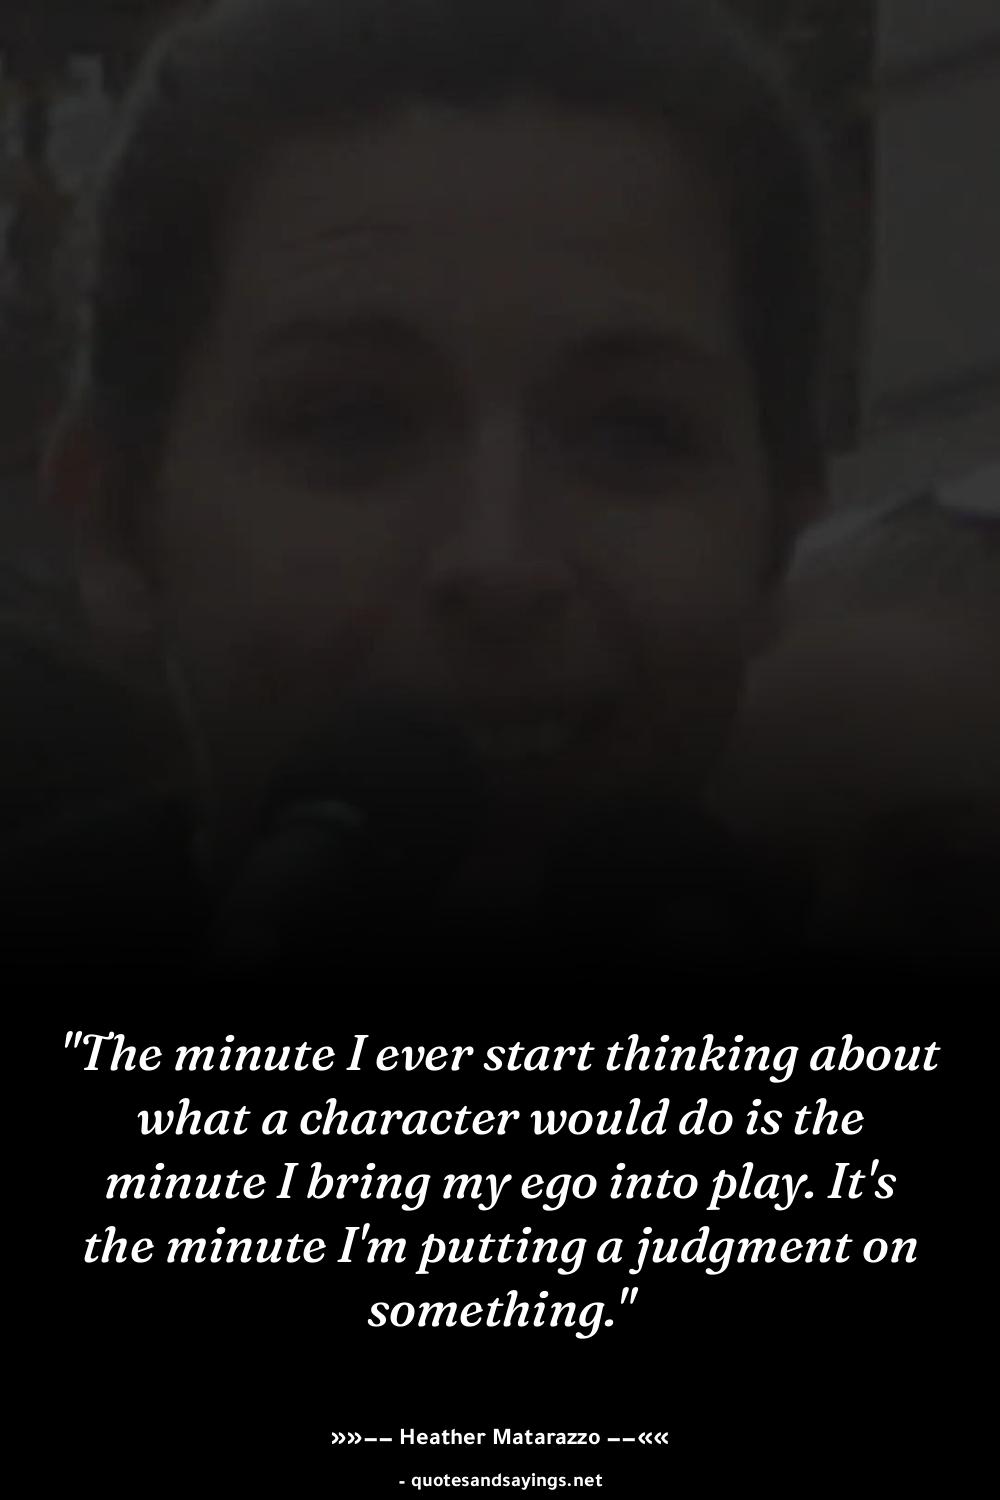 "The minute I ever start thinking about
what a character would do is the
minute I bring my ego into play. It's
the minute I'm putting a judgment on
something."
»»−− Heather Matarazzo −−««
- quotesandsayings.net